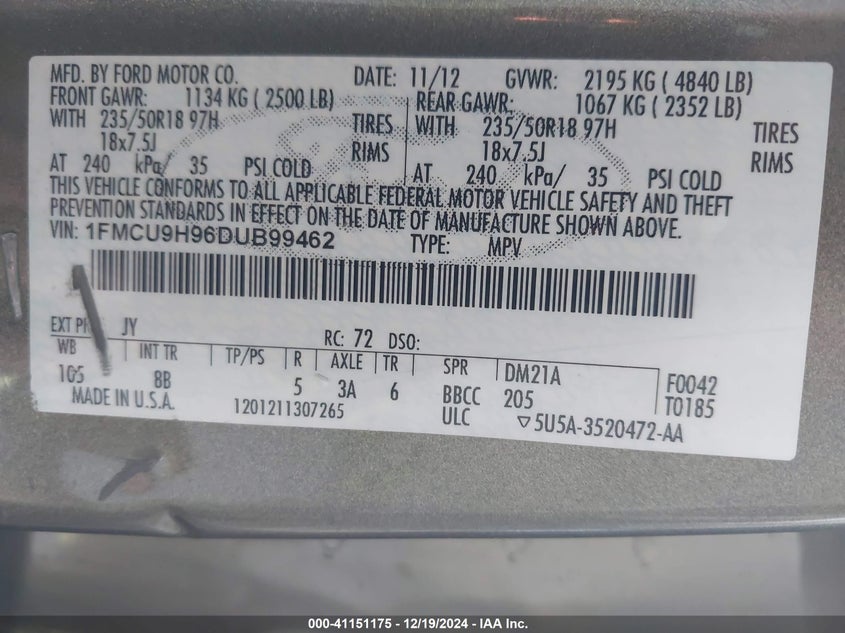 MFD. BY FORD MOTOR CO. DATE: 11/12 GVWR: 2195 KG ( 4840 LB)
FRONT GAWR: 1134 KG ( 2500 LB) REAR GAWR: 1067 KG ( 2352 LB)
WITH 235/50R18 97H TIRES WITH 235/50R18 97H TIRES
18x7.5J RIMS 18x7.5J RIMS
AT 240 kPa/ 35 PSI COLD AT 240 kPa/ 35 PSI COLD
THIS VEHICLE CONFORMS TO ALL APPLICABLE FEDERAL MOTOR VEHICLE SAFETY AND THEFT
PREVENTION STANDARDS IN EFFECT ON THE DATE OF MANUFACTURE SHOWN ABOVE.
VIN: 1FMCU9H96DUB99462 TYPE: MPV
EXT JY RC: 72 DSO:
WB INT TR TP/PS R AXLE TR SPR DM21A F0042
105 8B 5 3A 6 BBCC 205 T0185
MADE IN U.S.A. 1201211307265 ULC ▽5U5A-3520472-AA
000-41151175 - 12/19/2024 - IAA Inc.